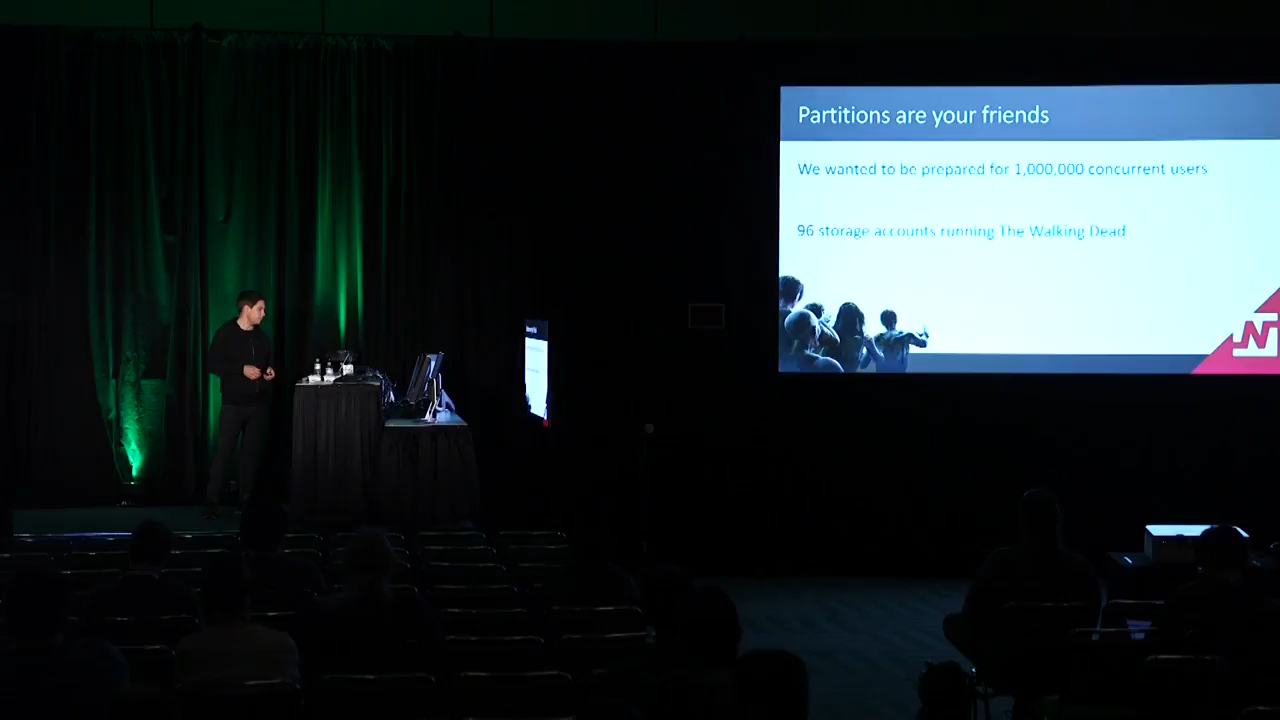 Partitions are your friends
We wanted to be prepared for 1,000,000 concurrent users
96 storage accounts running The Walking Dead
N